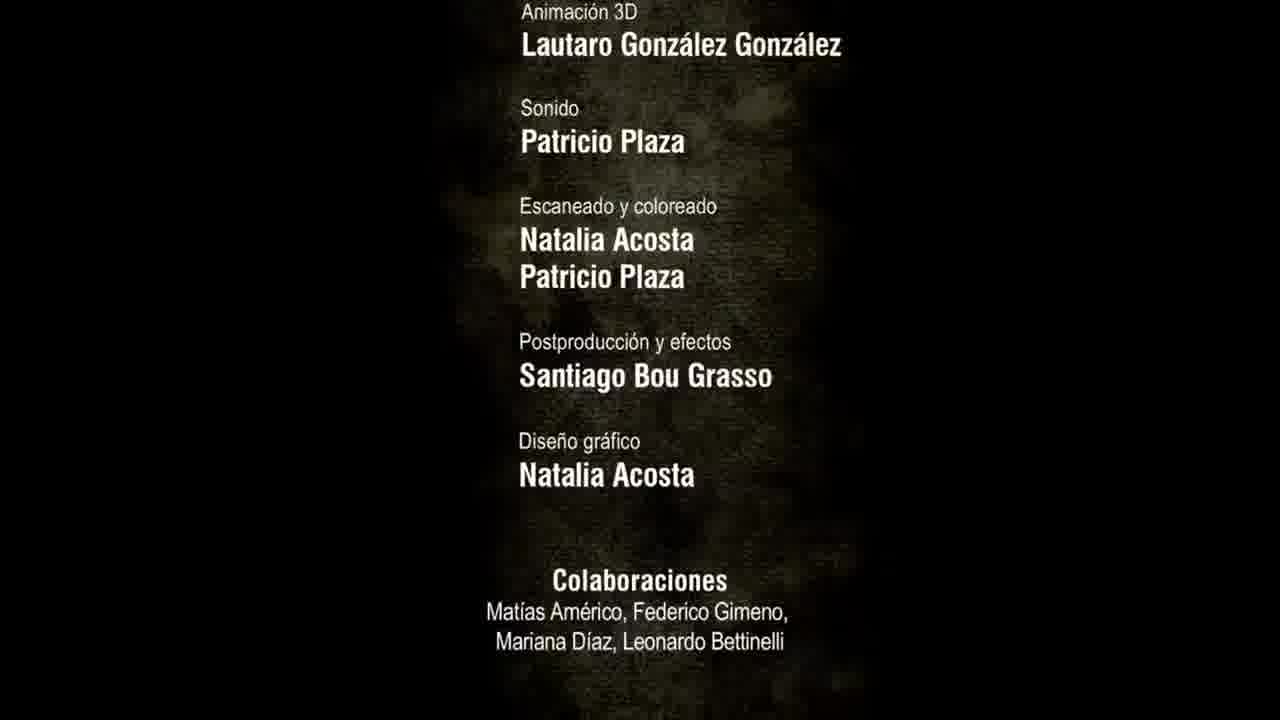 Animación 3D
Lautaro González González
Sonido
Patricio Plaza
Escaneado y coloreado
Natalia Acosta
Patricio Plaza
Postproducción y efectos
Santiago Bou Grasso
Diseño gráfico
Natalia Acosta
Colaboraciones
Matías Américo, Federico Gimeno,
Mariana Díaz, Leonardo Bettinelli